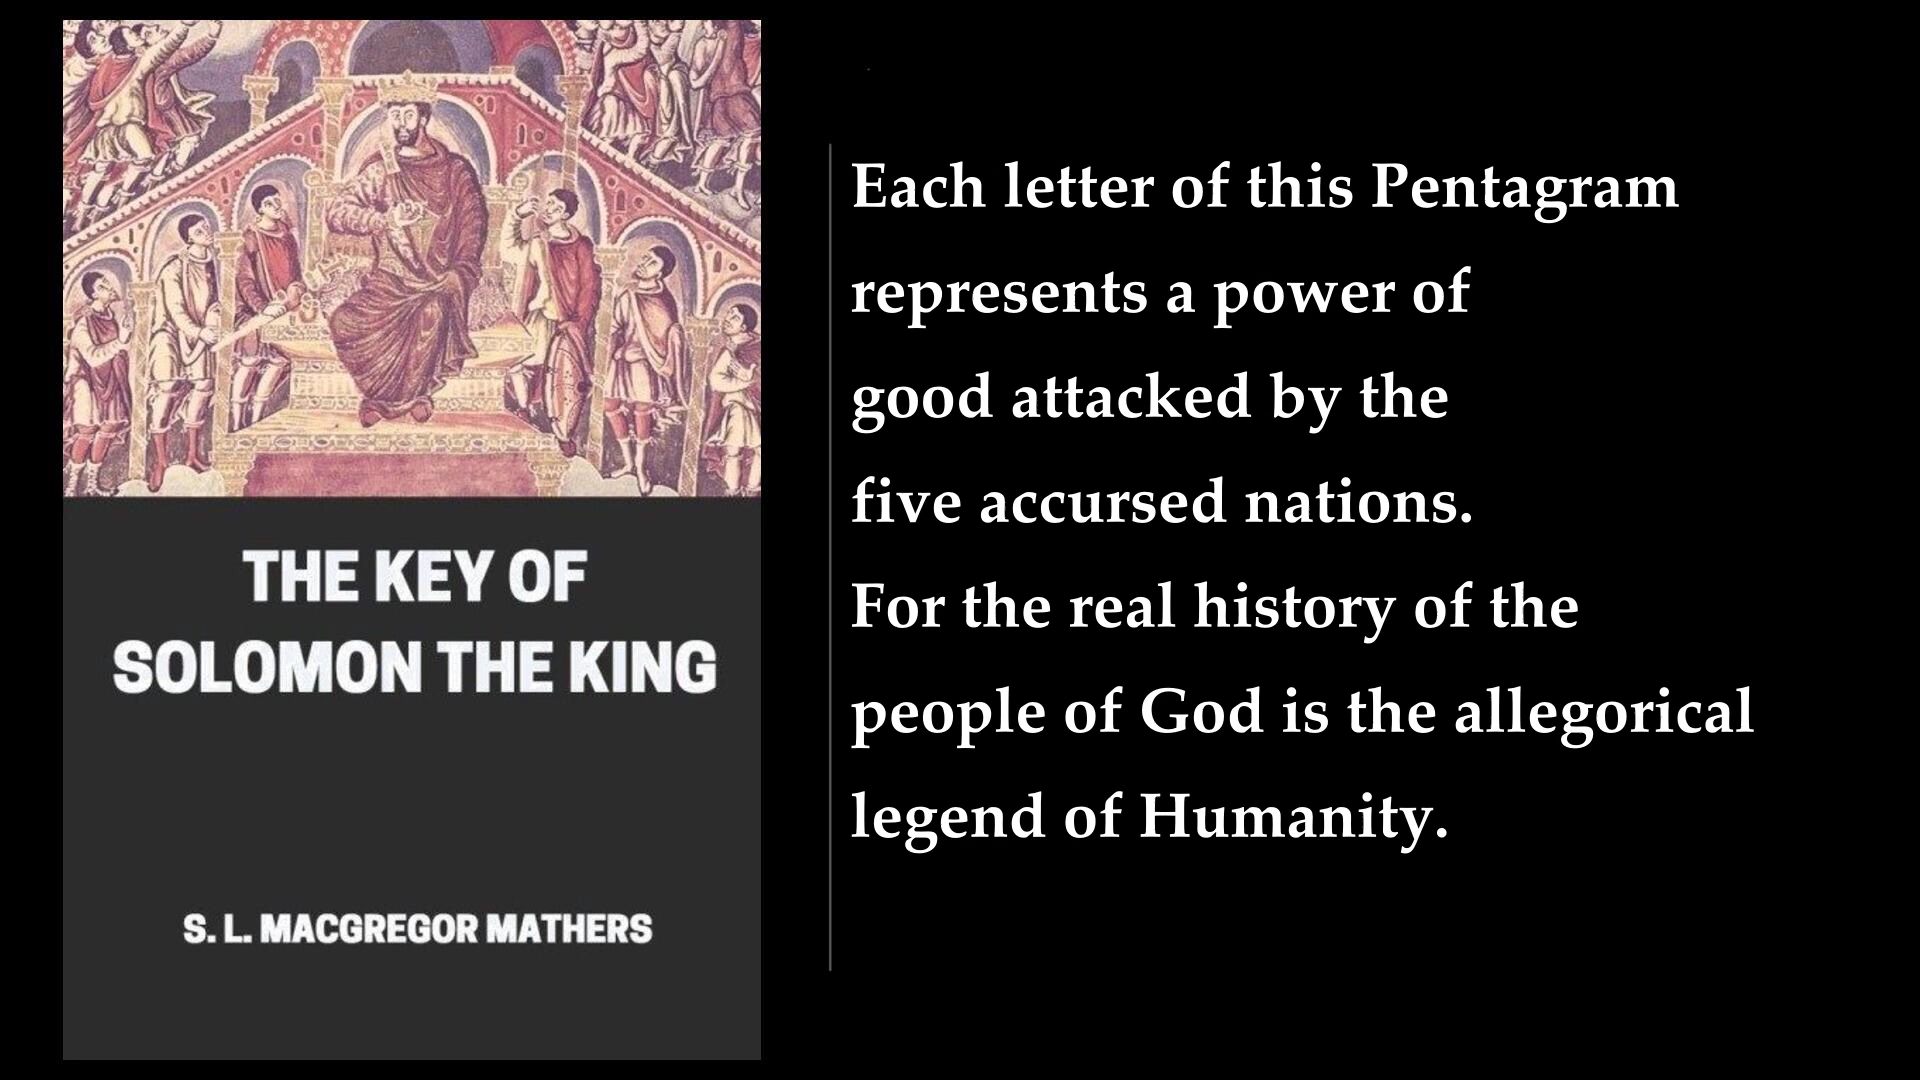 THE KEY OF
SOLOMON THE KING
S. L. MACGREGOR MATHERS
Each letter of this Pentagram
represents a power of
good attacked by the
five accursed nations.
For the real history of the
people of God is the allegorical
legend of Humanity.